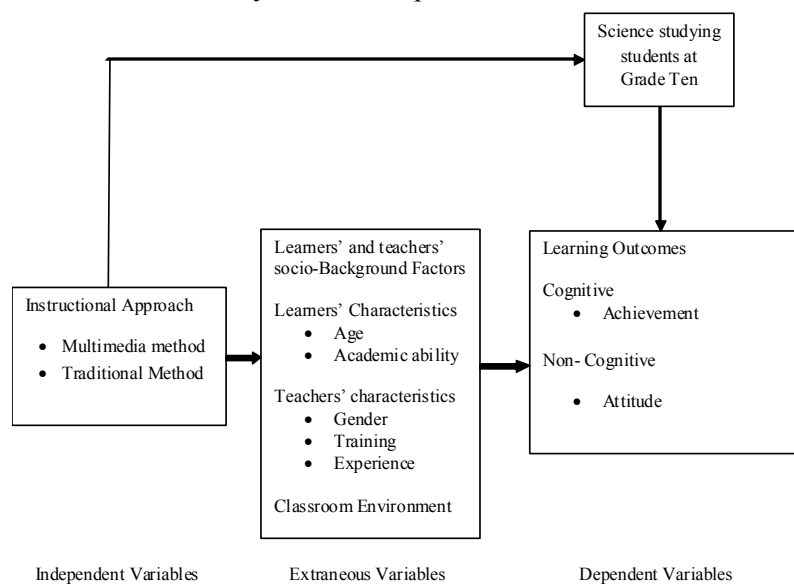 Science studying
students at
Grade Ten
Instructional Approach
• Multimedia method
• Traditional Method
Learners' and teachers'
socio-Background Factors
Learners' Characteristics
• Age
• Academic ability
Teachers' characteristics
• Gender
• Training
• Experience
Classroom Environment
Learning Outcomes
Cognitive
• Achievement
Non- Cognitive
• Attitude
Independent Variables
Extraneous Variables
Dependent Variables